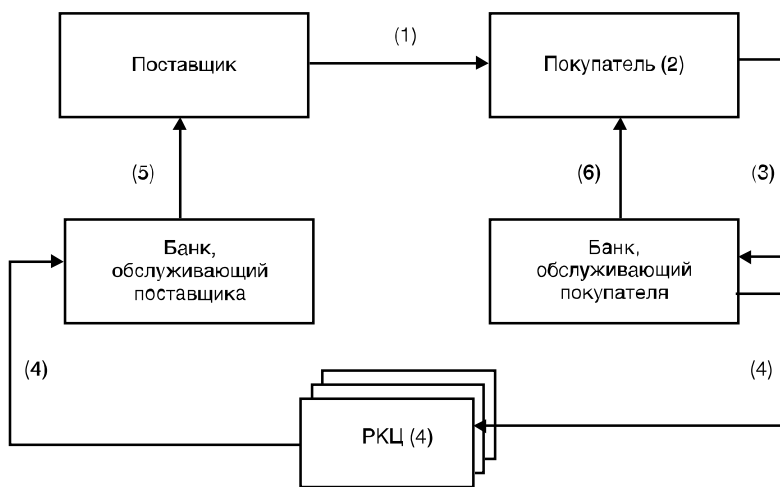 (1)
Поставщик
Покупатель (2)
(5)
(6)
(3)
Банк,
обслуживающий
поставщика
Банк,
обслуживающий
покупателя
(4)
(4)
РКЦ (4)